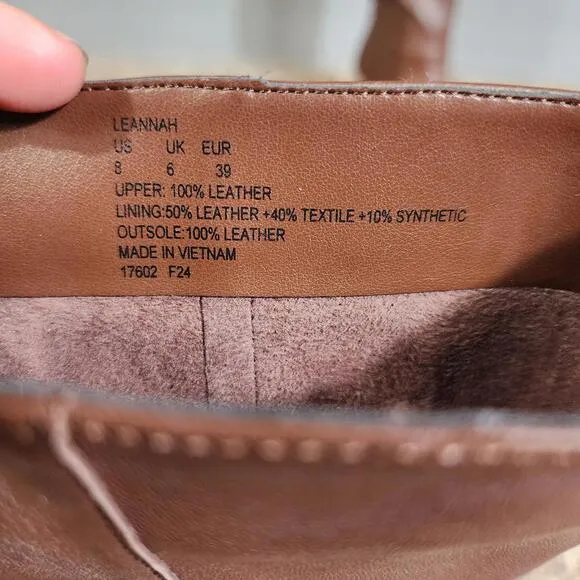 LEANNAH
US UK EUR
8 6 39
UPPER: 100% LEATHER
LINING:50% LEATHER +40% TEXTILE +10% SYNTHETIC
OUTSOLE:100% LEATHER
MADE IN VIETNAM
17602 F24